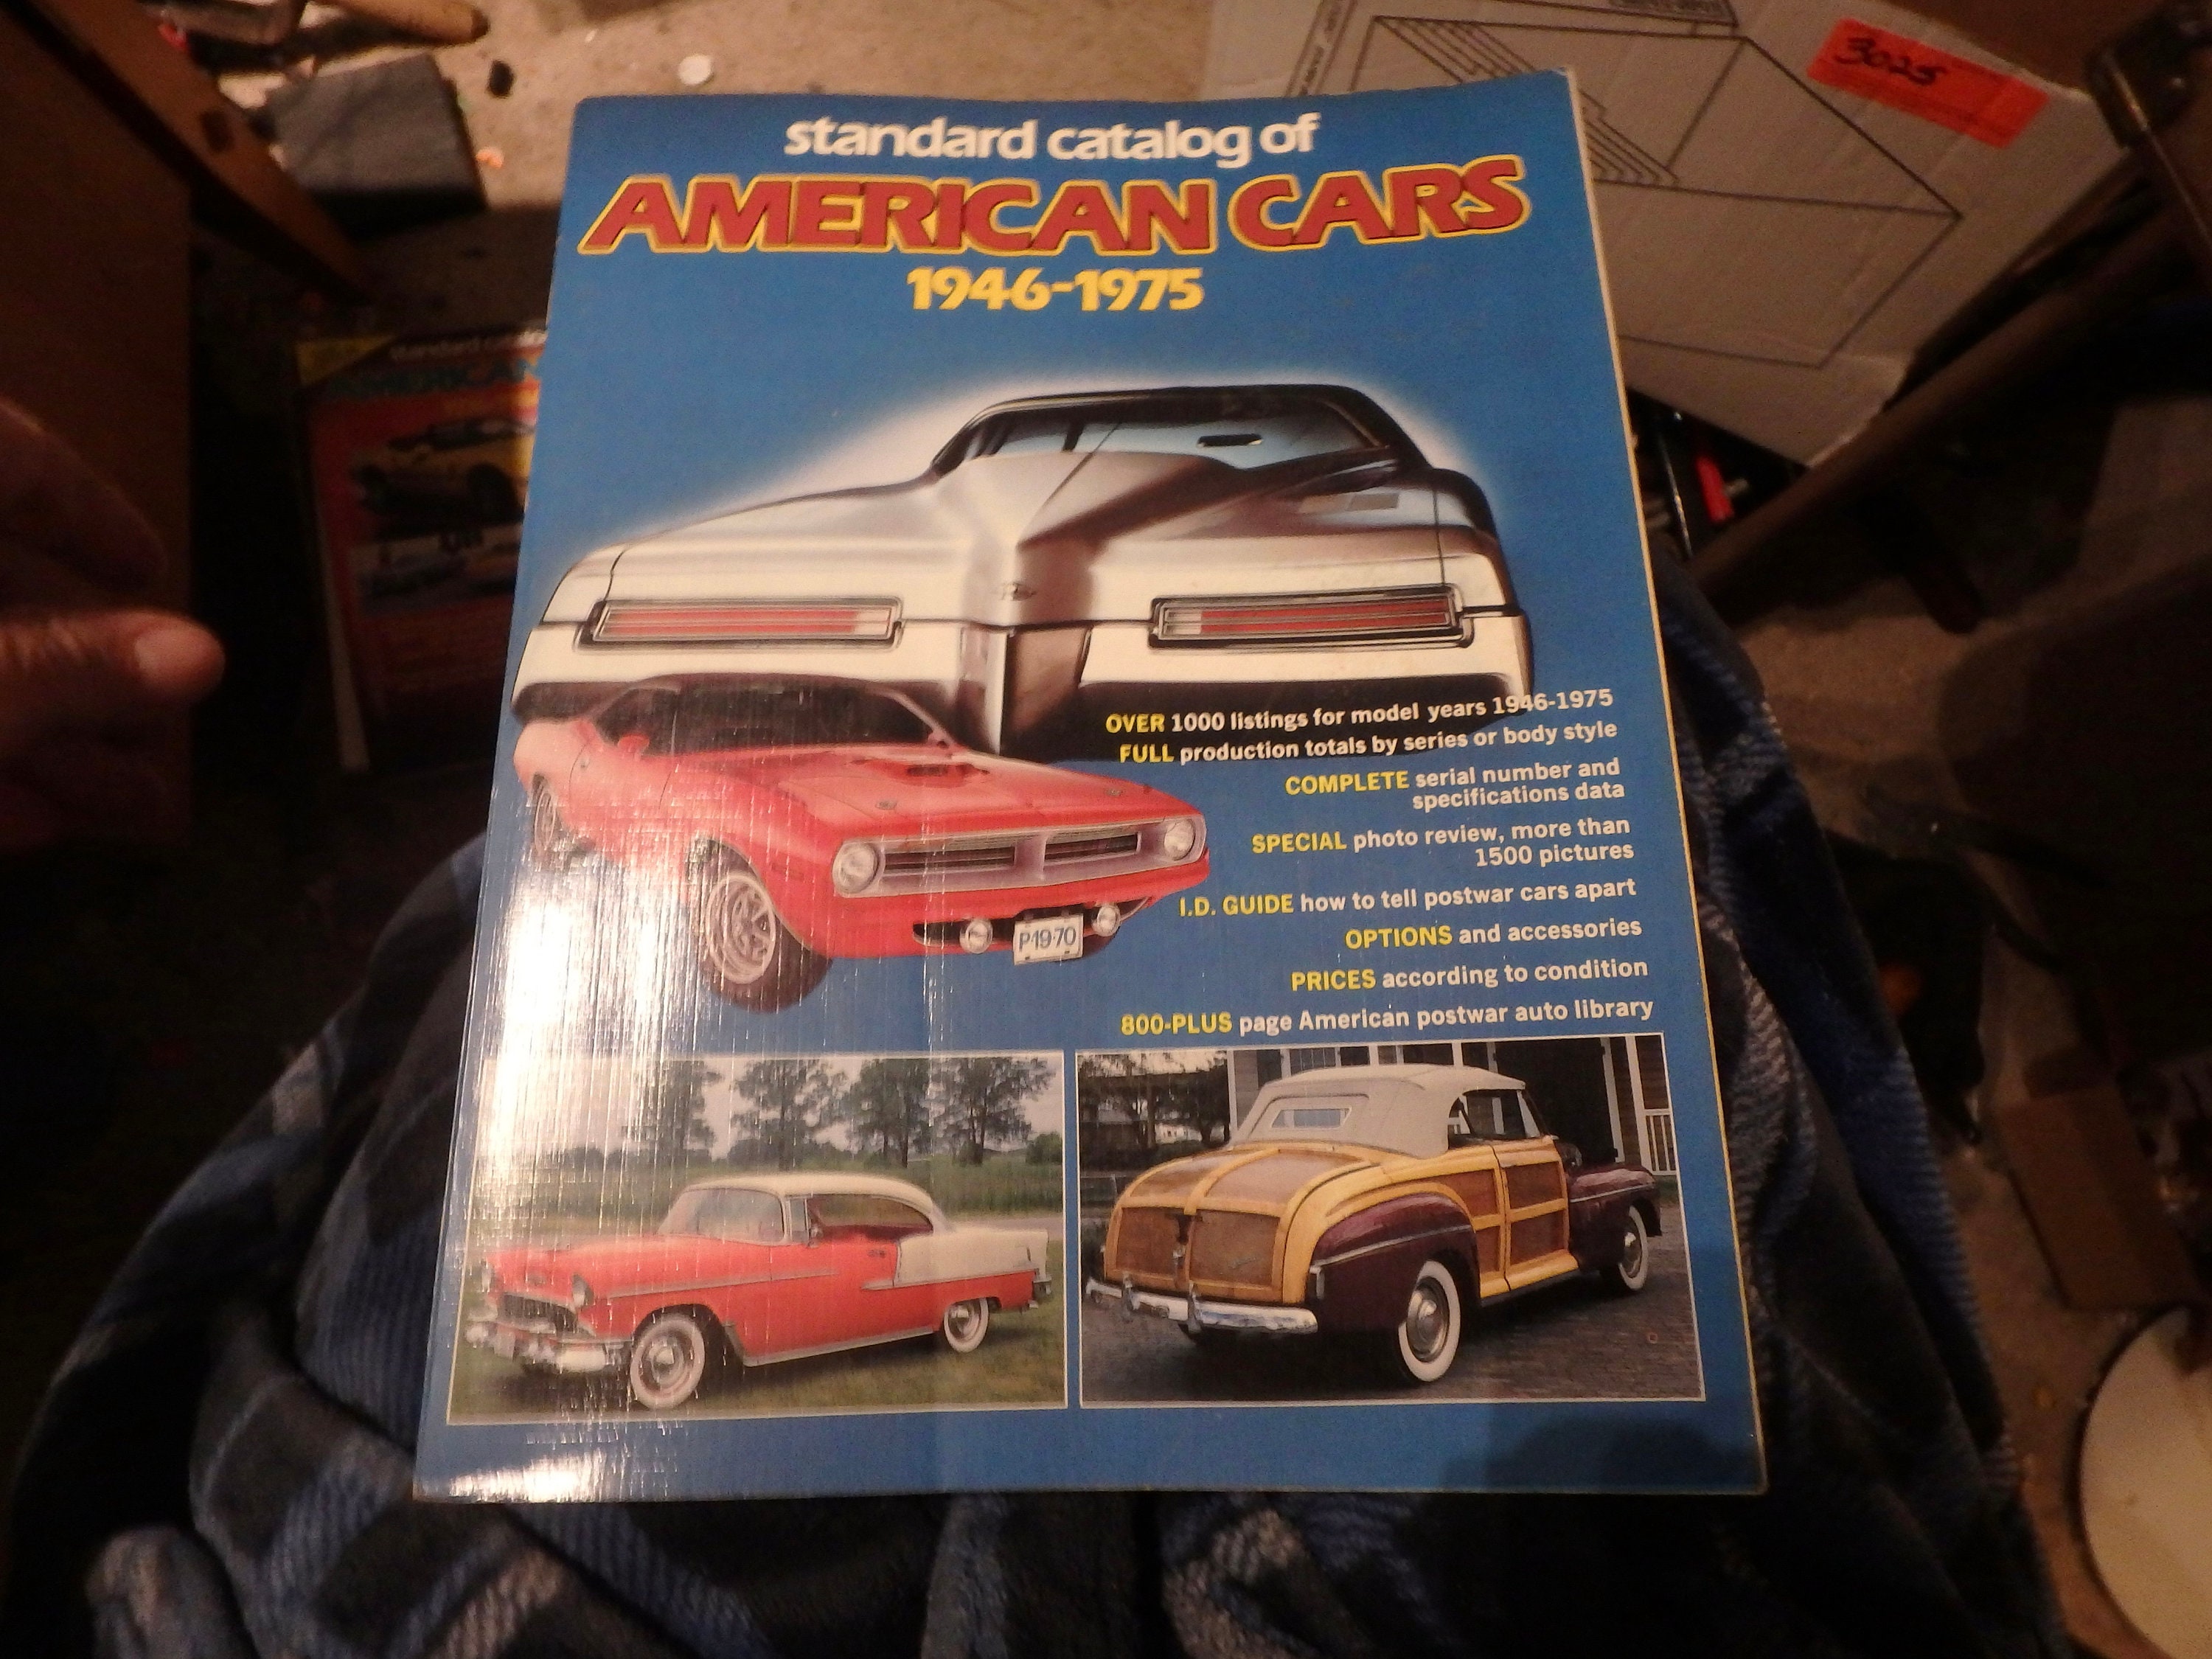 standard catalog of
AMERICAN CARS
1946-1975
OVER 1000 listings for model years 1946-1975
FULL production totals by series or body style
COMPLETE serial number and
specifications data
SPECIAL photo review, more than
1500 pictures
I.D. GUIDE how to tell postwar cars apart
OPTIONS and accessories
PRICES according to condition
800-PLUS page American postwar auto library
P-19-70
3025
standard
AMERICAN